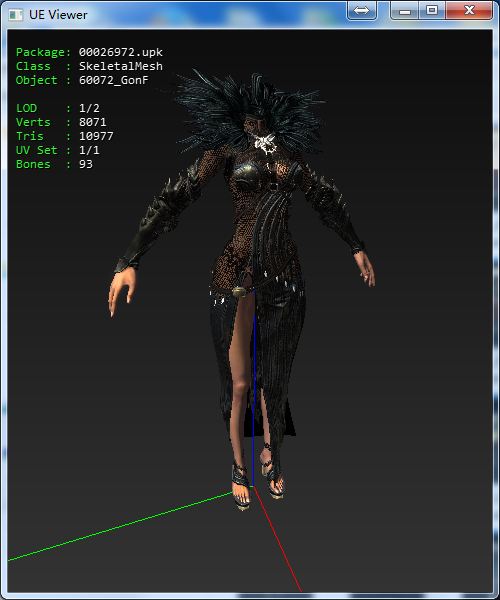 UE Viewer
Package: 00026972.upk
Class : SkeletalMesh
Object : 60072_GonF
LOD : 1/2
Verts : 8071
Tris : 10977
UV Set : 1/1
Bones : 93